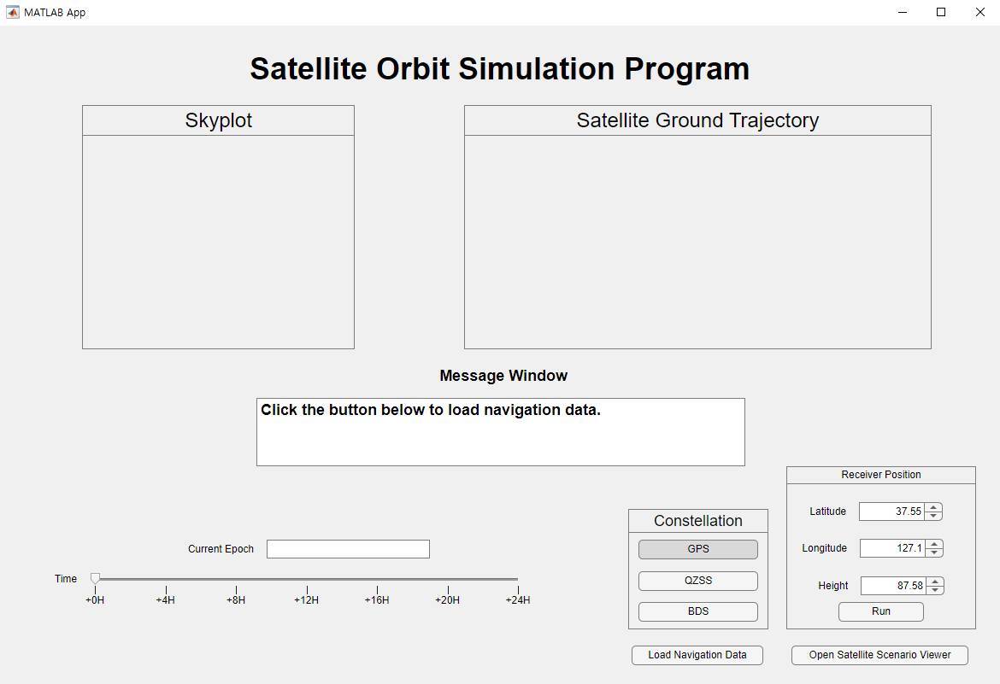 MATLAB App
Satellite Orbit Simulation Program
Skyplot
Satellite Ground Trajectory
Message Window
Click the button below to load navigation data.
Current Epoch
Time
+0H +4H +8H +12H +16H +20H +24H
Constellation
GPS
QZSS
BDS
Load Navigation Data
Receiver Position
Latitude 37.55
Longitude 127.1
Height 87.58
Run
Open Satellite Scenario Viewer